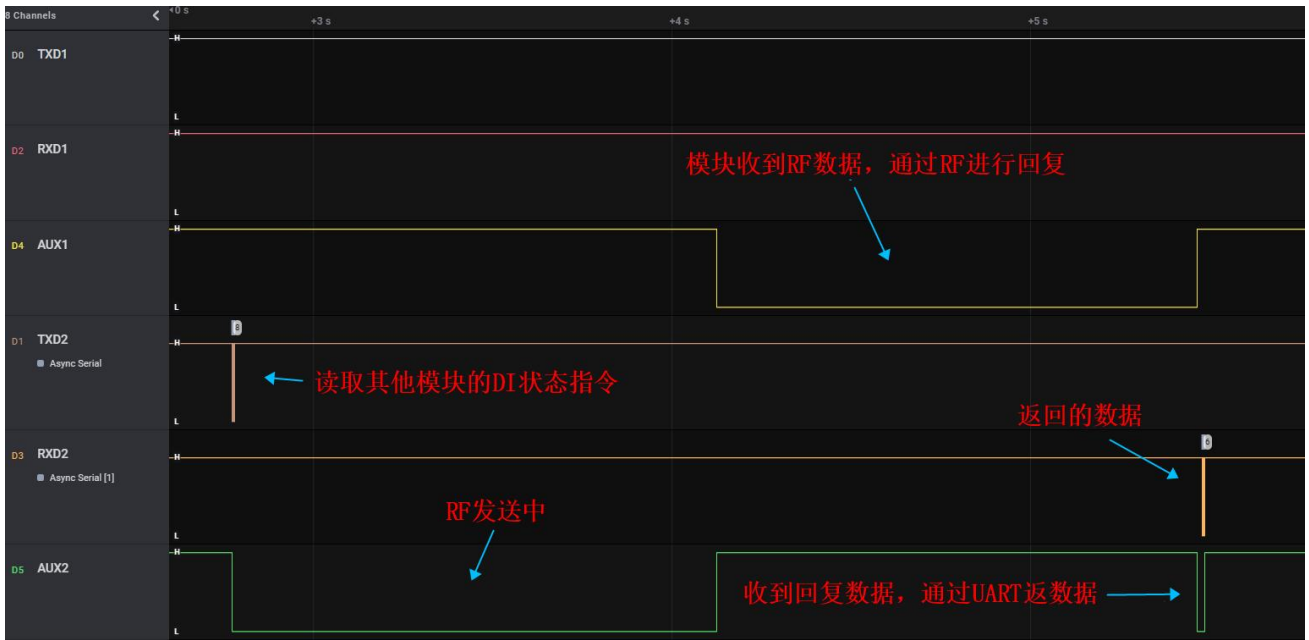 8 Channels
+0 s
+3 s
+4 s
+5 s
D0 TXD1
H
L
D2 RXD1
H
L
模块收到RF数据，通过RF进行回复
D4 AUX1
H
L
D1 TXD2
Async Serial
H
L
8
读取其他模块的DI状态指令
返回的数据
D3 RXD2
Async Serial [1]
H
L
6
RF发送中
D5 AUX2
H
L
收到回复数据，通过UART返数据